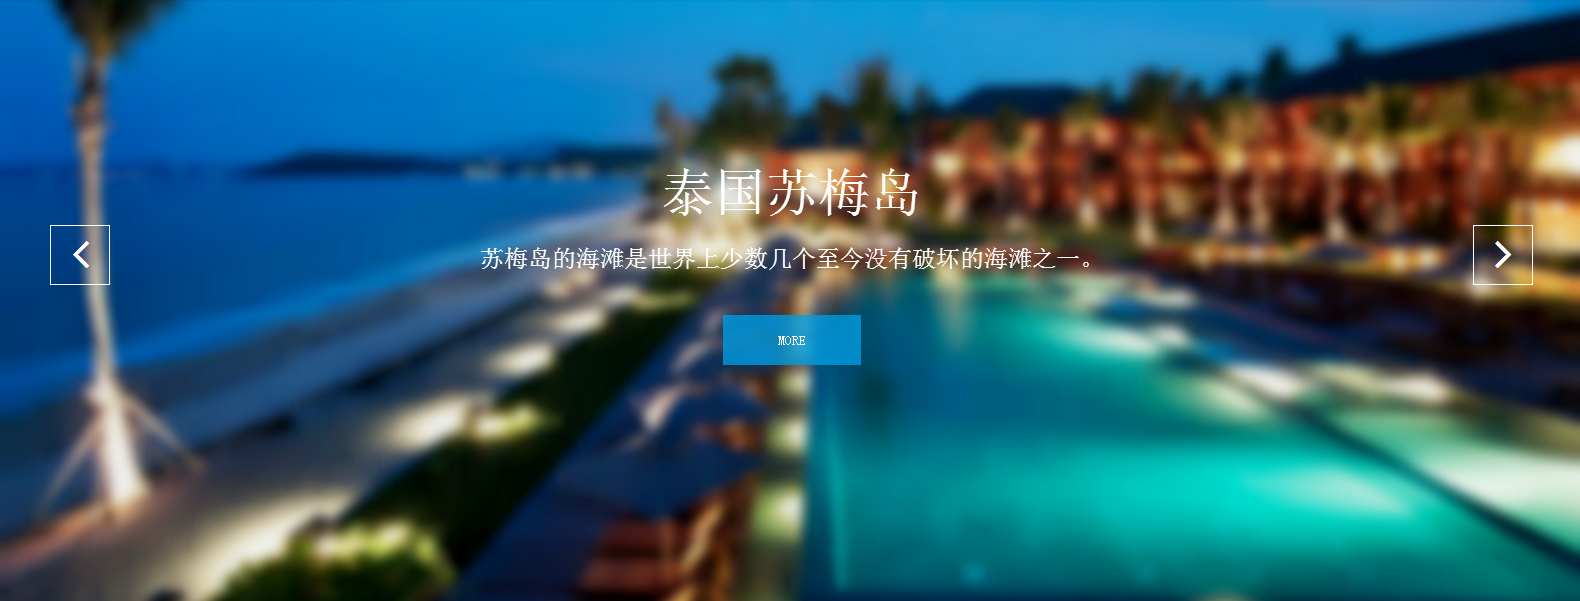 泰国苏梅岛
苏梅岛的海滩是世界上少数几个至今没有破坏的海滩之一。
MORE